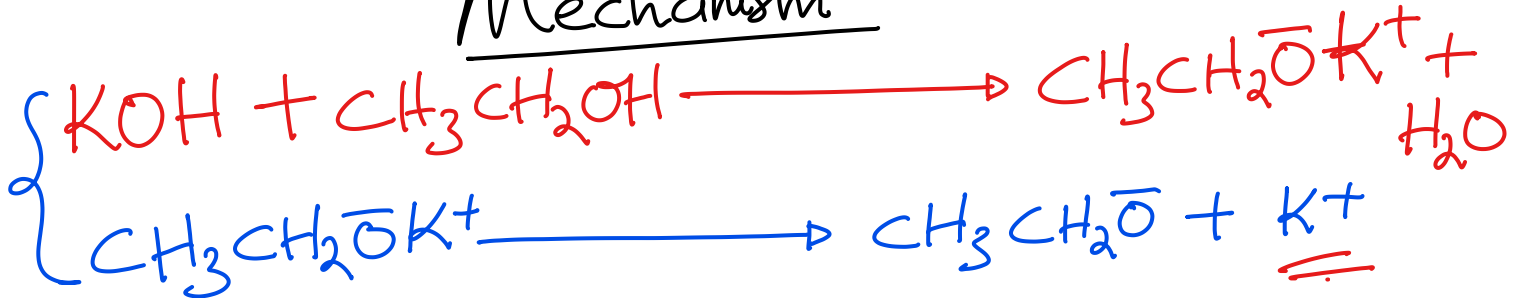 Mechanism
KOH + CH₃CH₂OH ⟶ CH₃CH₂O⁻K⁺ +
H₂O
CH₃CH₂O⁻K⁺ ⟶ CH₃CH₂O⁻ + K⁺